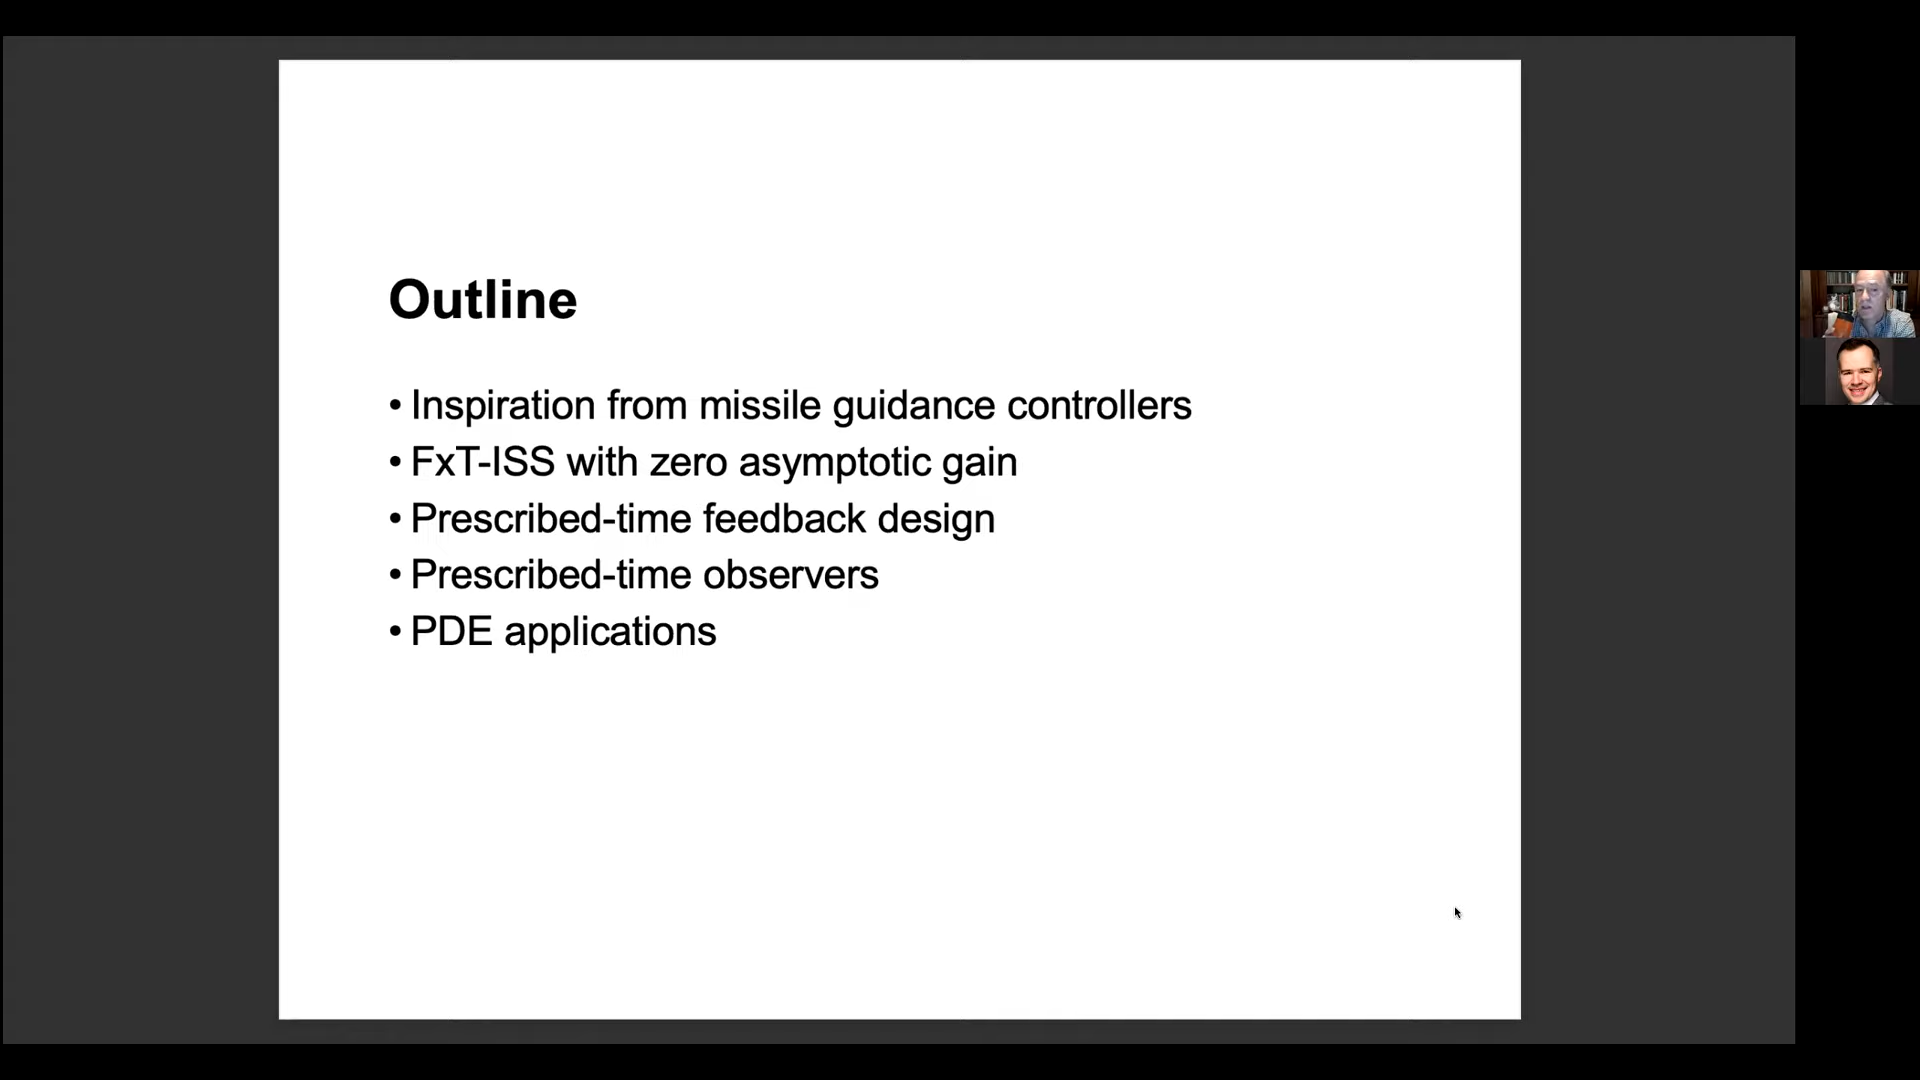 Outline
• Inspiration from missile guidance controllers
• FxT-ISS with zero asymptotic gain
• Prescribed-time feedback design
• Prescribed-time observers
• PDE applications